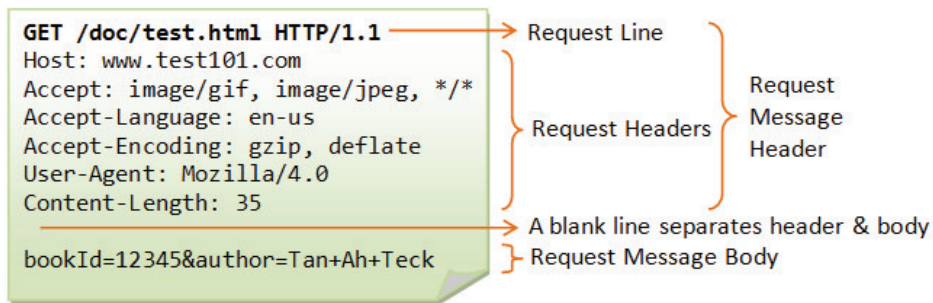 GET /doc/test.html HTTP/1.1
Request Line
Host: www.test101.com
Accept: image/gif, image/jpeg, */*
Accept-Language: en-us
Accept-Encoding: gzip, deflate
User-Agent: Mozilla/4.0
Content-Length: 35
Request Headers
Request
Message
Header
A blank line separates header & body
bookId=12345&author=Tan+Ah+Teck
Request Message Body